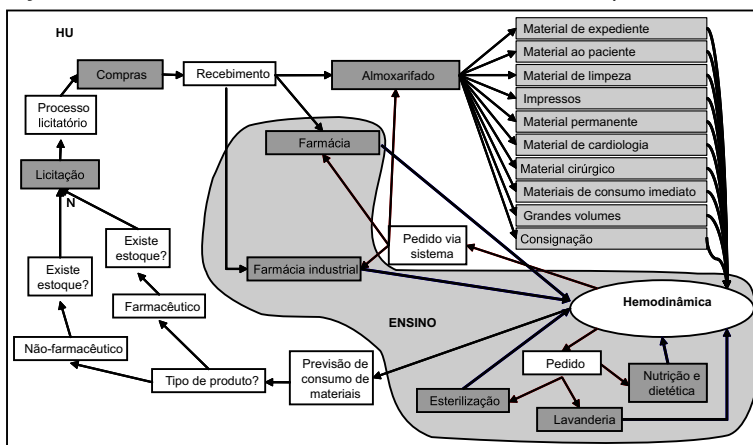 HU
Compras
Recebimento
Almoxarifado
Material de expediente
Material ao paciente
Material de limpeza
Impressos
Material permanente
Material de cardiologia
Material cirúrgico
Materiais de consumo imediato
Grandes volumes
Consignação
Processo
licitatório
Licitação
N
Farmácia
Existe
estoque?
Pedido via
sistema
Existe
estoque?
Farmácia industrial
Farmacêutico
ENSINO
Hemodinâmica
Não-farmacêutico
Tipo de produto?
Previsão de
consumo de
materiais
Pedido
Nutrição e
dietética
Esterilização
Lavanderia